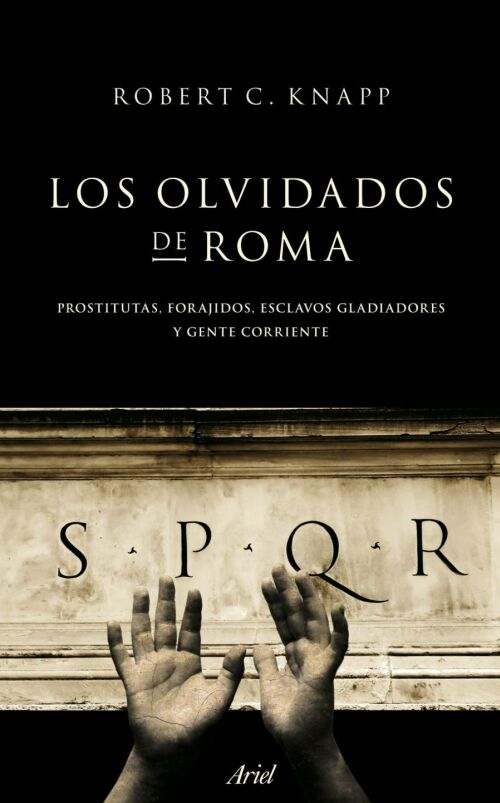 ROBERT C. KNAPP
LOS OLVIDADOS
DE ROMA
PROSTITUTAS, FORAJIDOS, ESCLAVOS GLADIADORES
Y GENTE CORRIENTE
S · P · Q · R
Ariel